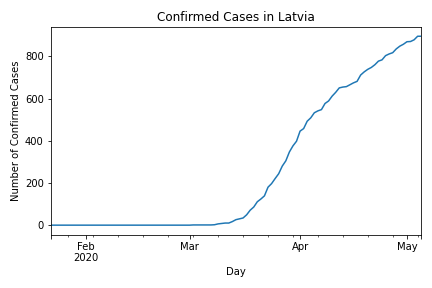 Confirmed Cases in Latvia
Number of Confirmed Cases
800
600
400
200
0
Feb
2020
Mar
Apr
May
Day